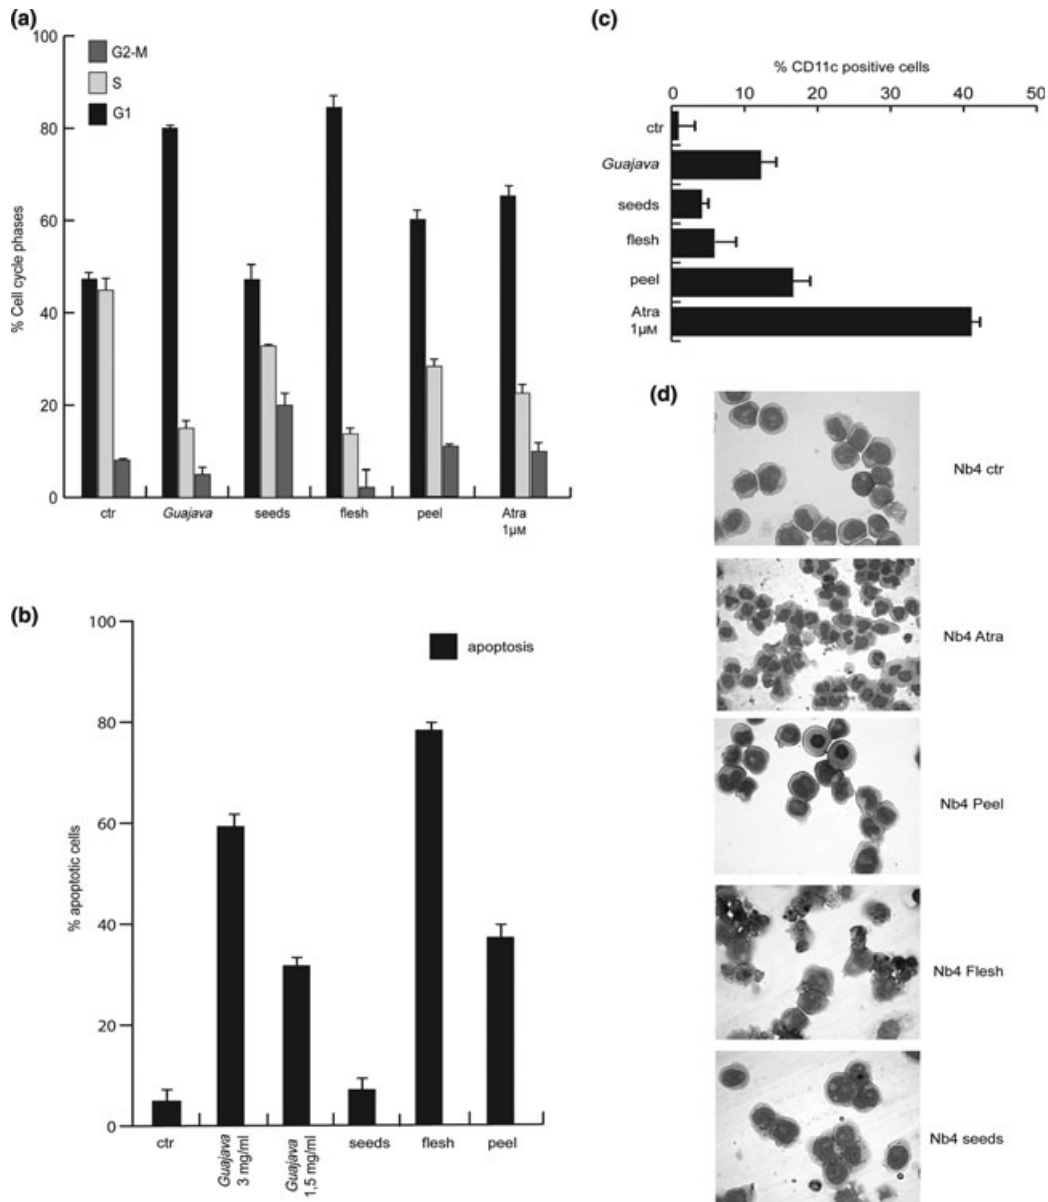 (a)
100
80
60
40
20
0
% Cell cycle phases
G2-M
S
G1
ctr
Guajava
seeds
flesh
peel
Atra
1μM
(b)
100
80
60
40
20
0
% apoptotic cells
apoptosis
ctr
Guajava
3 mg/ml
Guajava
1,5 mg/ml
seeds
flesh
peel
(c)
% CD11c positive cells
0 10 20 30 40 50
ctr
Guajava
seeds
flesh
peel
Atra
1μM
(d)
Nb4 ctr
Nb4 Atra
Nb4 Peel
Nb4 Flesh
Nb4 seeds